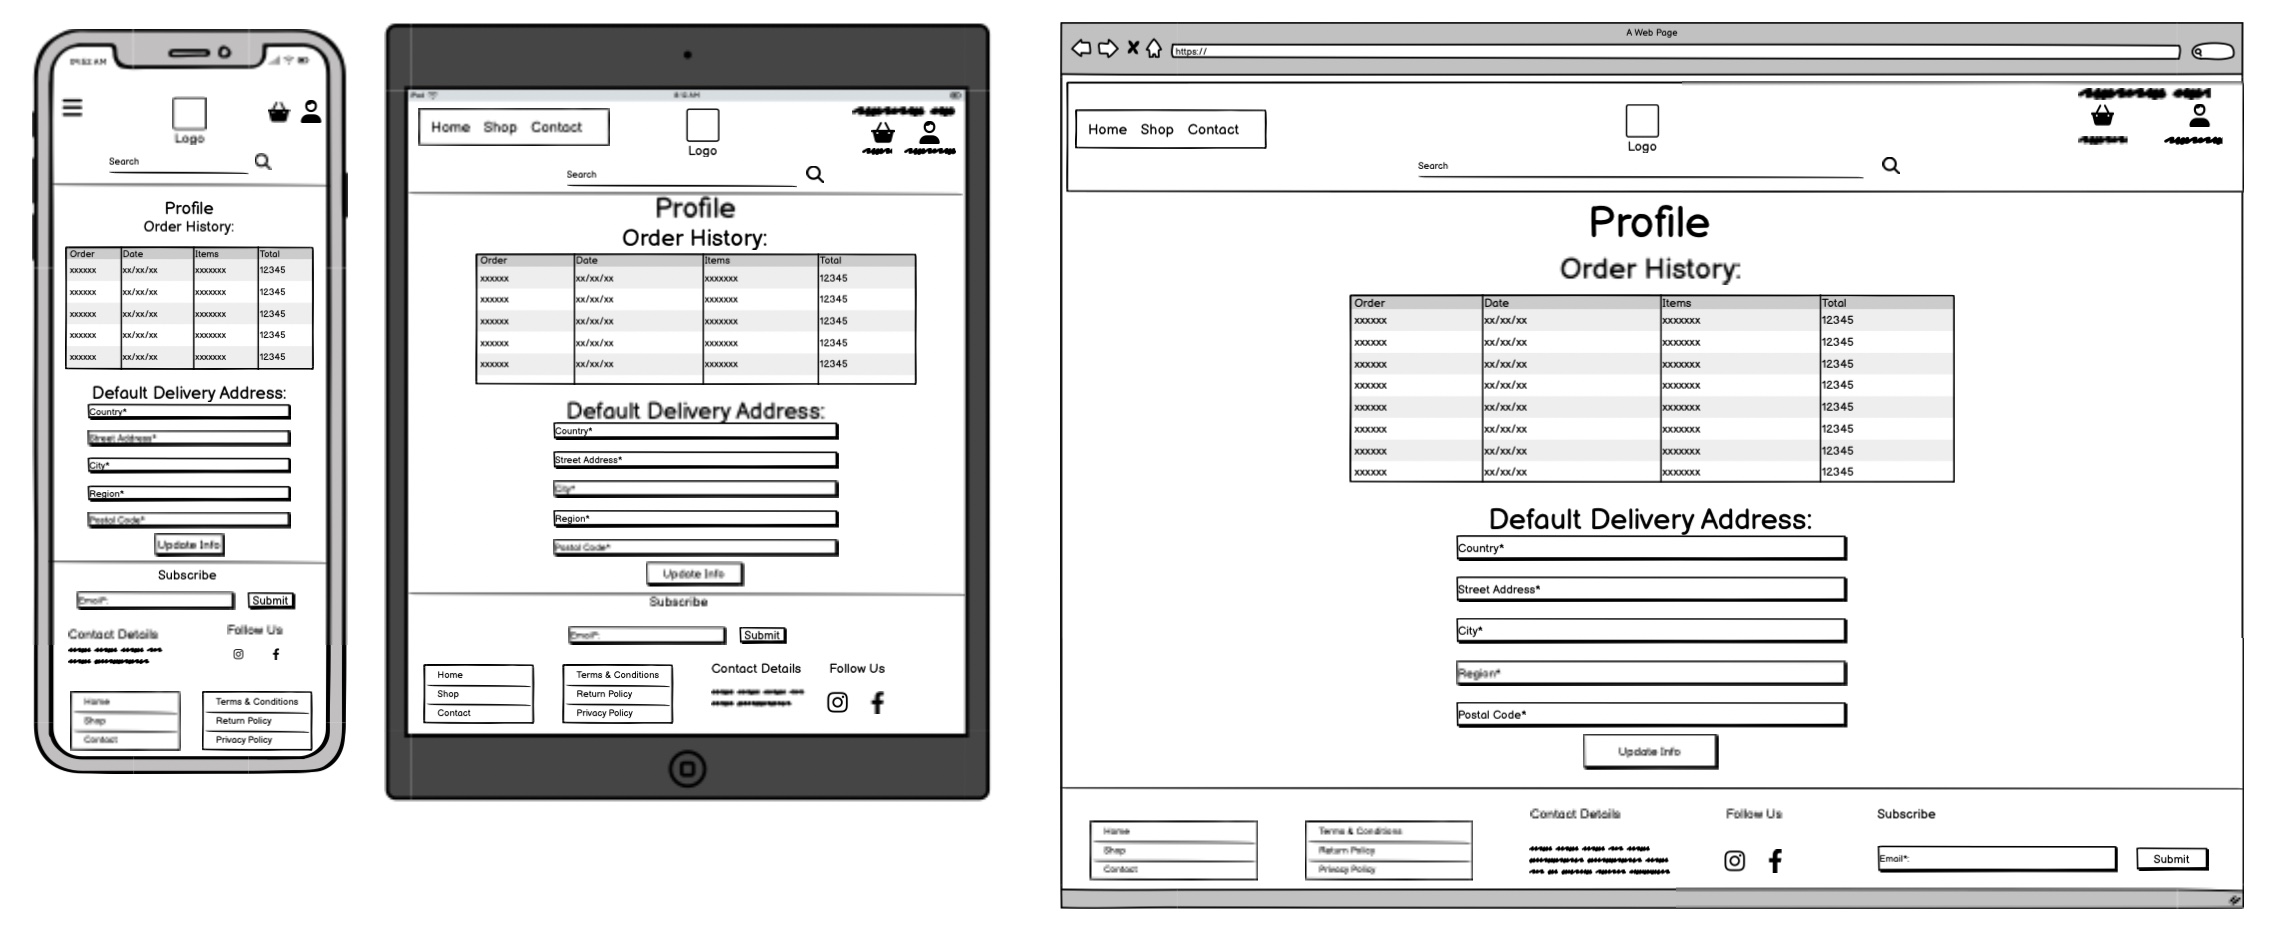 09:52 AM
Logo
Search
Profile
Order History:
Order Date Items Total
xxxxxx xx/xx/xx xxxxxxx 12345
xxxxxx xx/xx/xx xxxxxxx 12345
xxxxxx xx/xx/xx xxxxxxx 12345
xxxxxx xx/xx/xx xxxxxxx 12345
xxxxxx xx/xx/xx xxxxxxx 12345
Default Delivery Address:
Country*
Street Address*
City*
Region*
Postal Code*
Update Info
Subscribe
Email*: Submit
Contact Details Follow Us
Home Terms & Conditions
Shop Return Policy
Contact Privacy Policy
iPad
Home Shop Contact
Logo
Search
Profile
Order History:
Order Date Items Total
xxxxxx xx/xx/xx xxxxxxx 12345
xxxxxx xx/xx/xx xxxxxxx 12345
xxxxxx xx/xx/xx xxxxxxx 12345
xxxxxx xx/xx/xx xxxxxxx 12345
xxxxxx xx/xx/xx xxxxxxx 12345
Default Delivery Address:
Country*
Street Address*
City*
Region*
Postal Code*
Update Info
Subscribe
Email*: Submit
Contact Details Follow Us
Home Terms & Conditions
Shop Return Policy
Contact Privacy Policy
A Web Page
https://
Home Shop Contact
Logo
Search
Profile
Order History:
Order Date Items Total
xxxxxx xx/xx/xx xxxxxxx 12345
xxxxxx xx/xx/xx xxxxxxx 12345
xxxxxx xx/xx/xx xxxxxxx 12345
xxxxxx xx/xx/xx xxxxxxx 12345
xxxxxx xx/xx/xx xxxxxxx 12345
xxxxxx xx/xx/xx xxxxxxx 12345
xxxxxx xx/xx/xx xxxxxxx 12345
xxxxxx xx/xx/xx xxxxxxx 12345
Default Delivery Address:
Country*
Street Address*
City*
Region*
Postal Code*
Update Info
Contact Details Follow Us Subscribe
Home Terms & Conditions
Shop Return Policy
Contact Privacy Policy
Email*: Submit